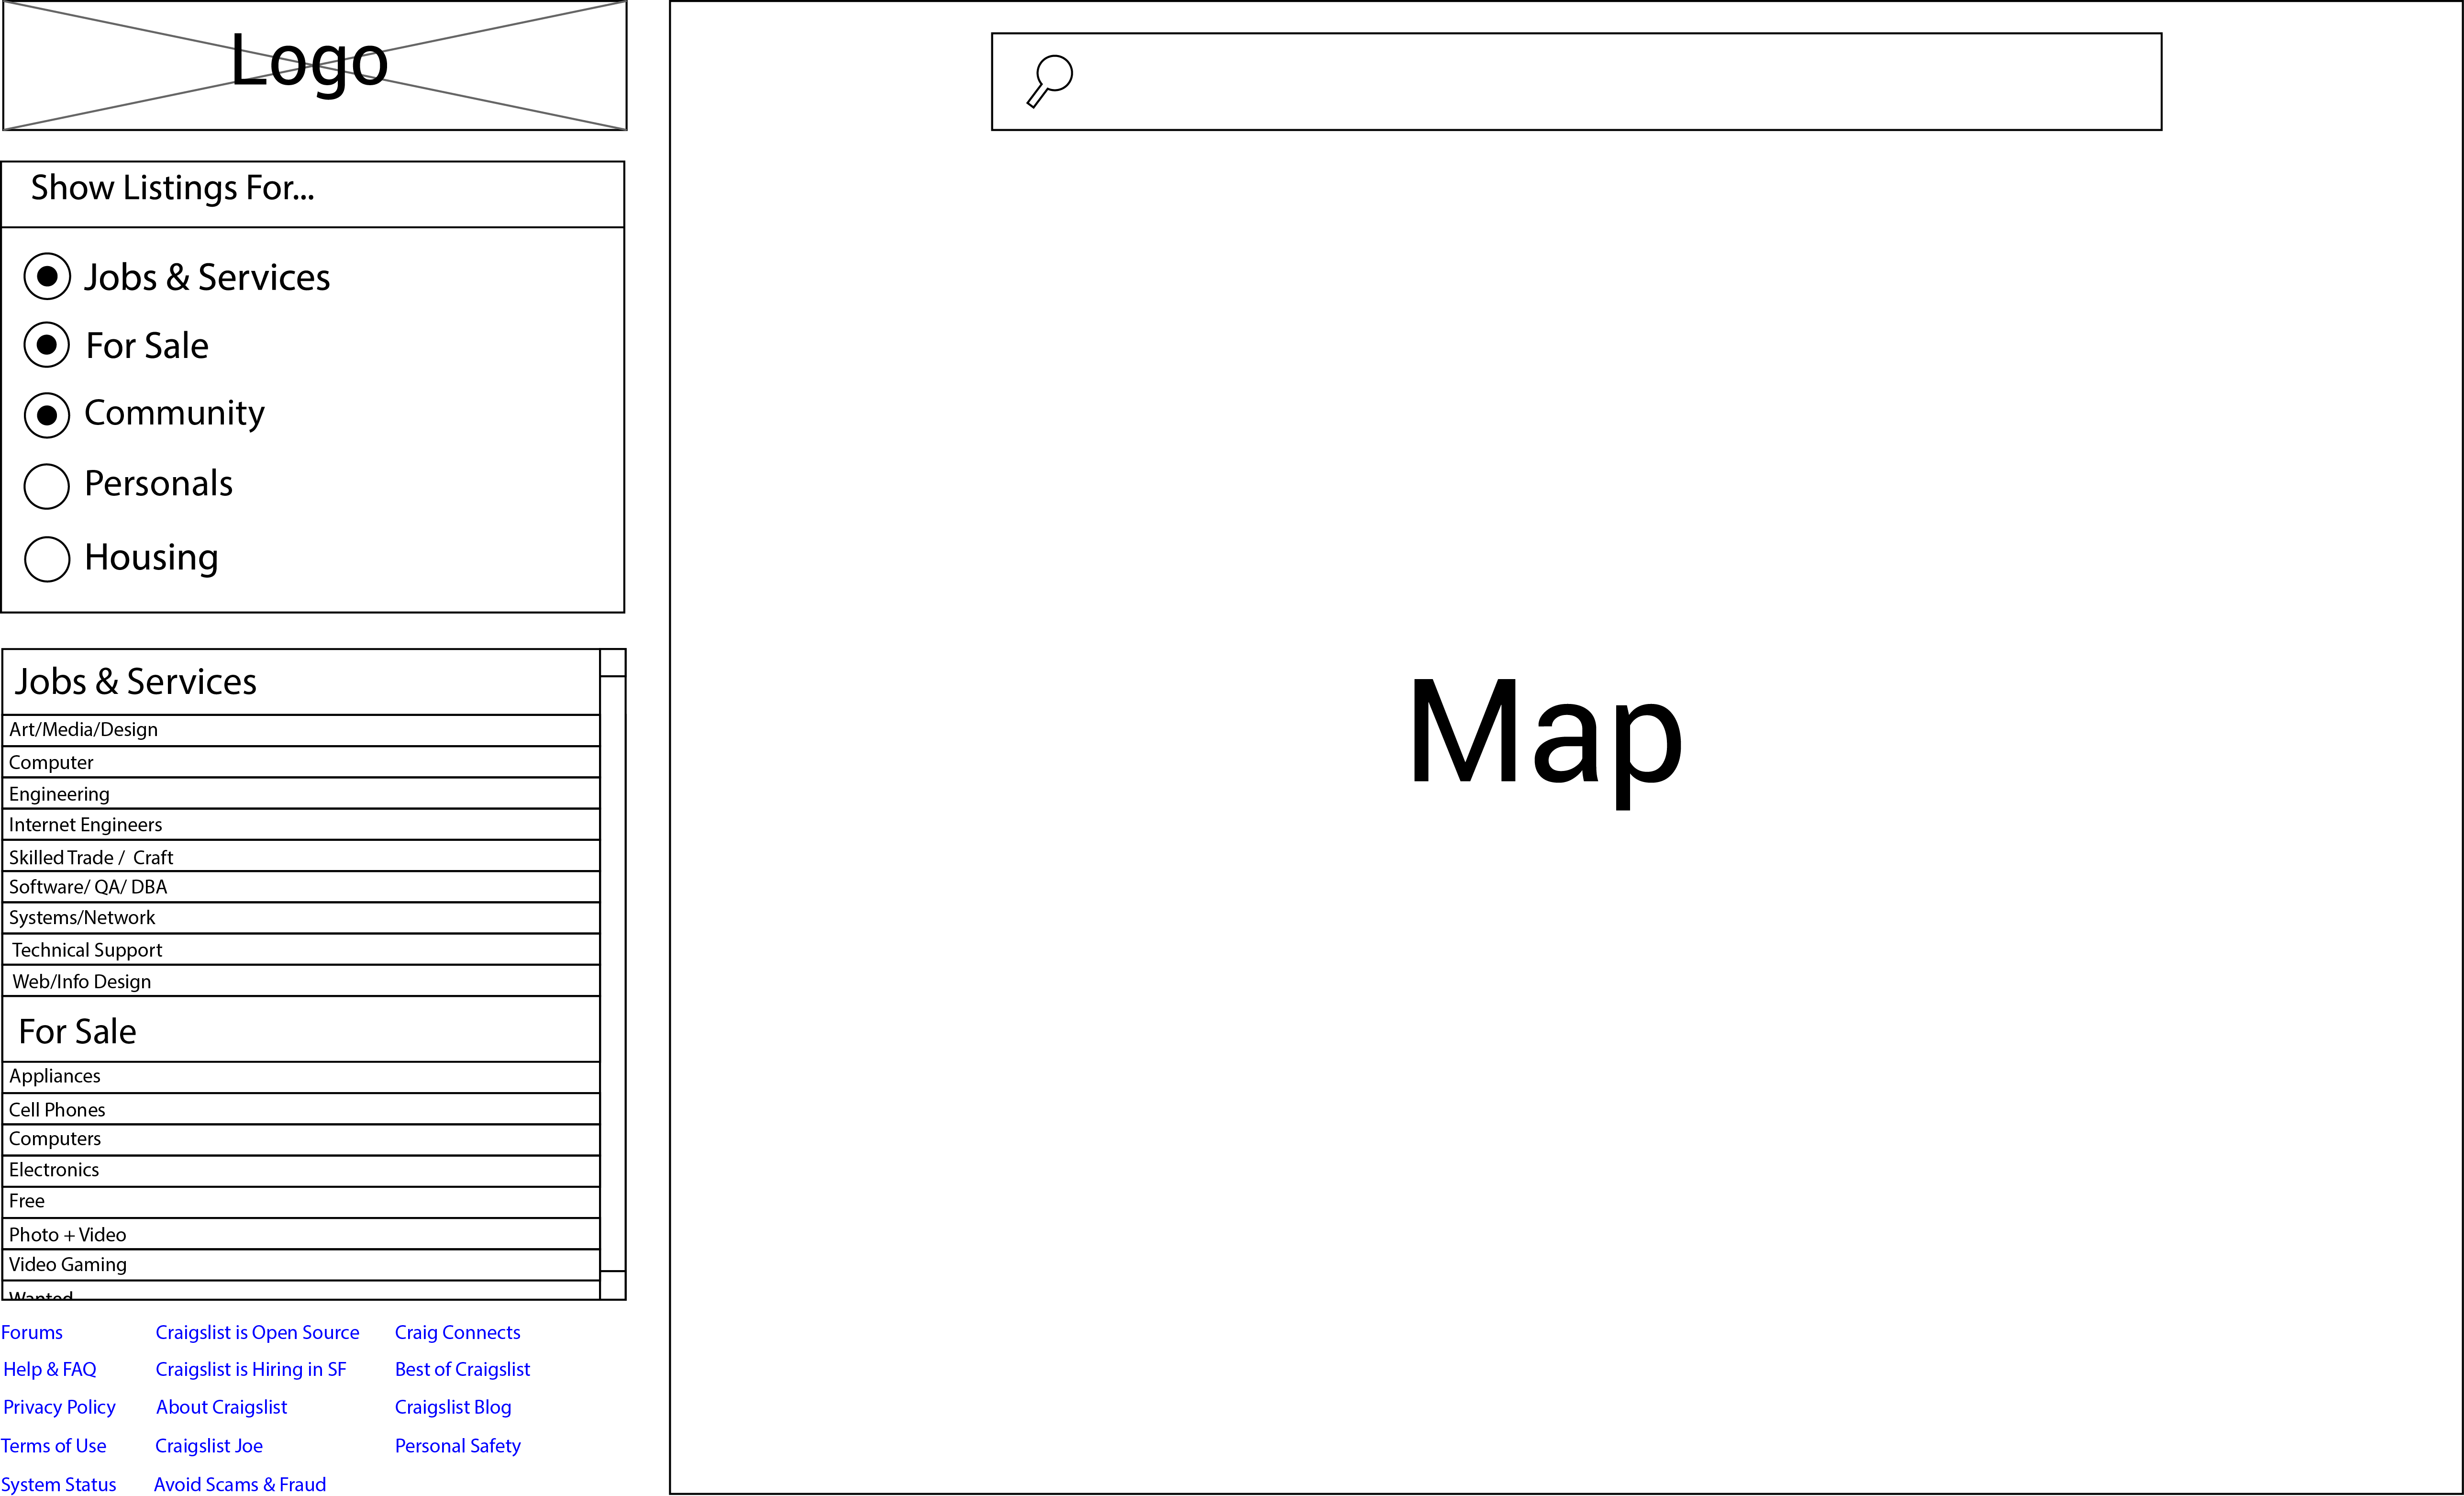 Logo
Show Listings For...
Jobs & Services
For Sale
Community
Personals
Housing
Jobs & Services
Art/Media/Design
Computer
Engineering
Internet Engineers
Skilled Trade /  Craft
Software/ QA/ DBA
Systems/Network
Technical Support
Web/Info Design
For Sale
Appliances
Cell Phones
Computers
Electronics
Free
Photo + Video
Video Gaming
Wanted
Forums
Help & FAQ
Privacy Policy
Terms of Use
System Status
Craigslist is Open Source
Craigslist is Hiring in SF
About Craigslist
Craigslist Joe
Avoid Scams & Fraud
Craig Connects
Best of Craigslist
Craigslist Blog
Personal Safety
Map